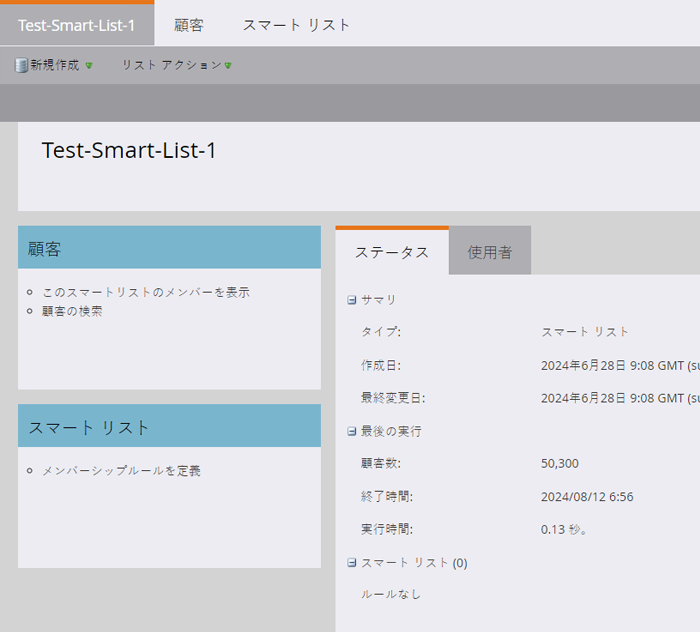 Test-Smart-List-1 顧客 スマート リスト
新規作成 リスト アクション
Test-Smart-List-1
顧客
このスマートリストのメンバーを表示
顧客の検索
スマート リスト
メンバーシップルールを定義
ステータス 使用者
サマリ
タイプ: スマート リスト
作成日: 2024年6月28日 9:08 GMT (su
最終変更日: 2024年6月28日 9:08 GMT (su
最後の実行
顧客数: 50,300
終了時間: 2024/08/12 6:56
実行時間: 0.13 秒。
スマート リスト (0)
ルールなし